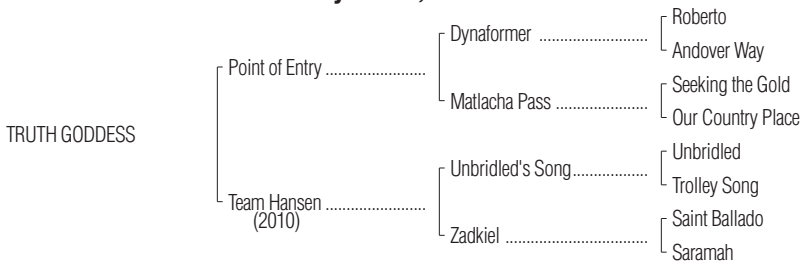 Roberto
Dynaformer ..........................
Andover Way
Point of Entry ........................
Seeking the Gold
Matlacha Pass ......................
Our Country Place
TRUTH GODDESS
Unbridled
Unbridled's Song..................
Trolley Song
Team Hansen ........................
(2010)
Saint Ballado
Zadkiel ..................................
Saramah